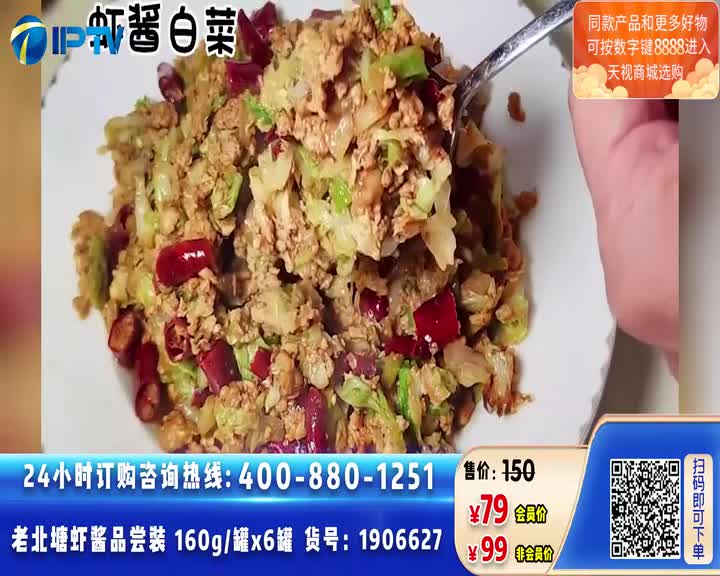 IPTV
虾酱白菜
同款产品和更多好物
可按数字键8888进入
天视商城选购
24小时订购咨询热线:400-880-1251
老北塘虾酱品尝装 160g/罐x6罐 货号: 1906627
售价: 150
¥79 会员价
¥99 非会员价
扫码即可下单